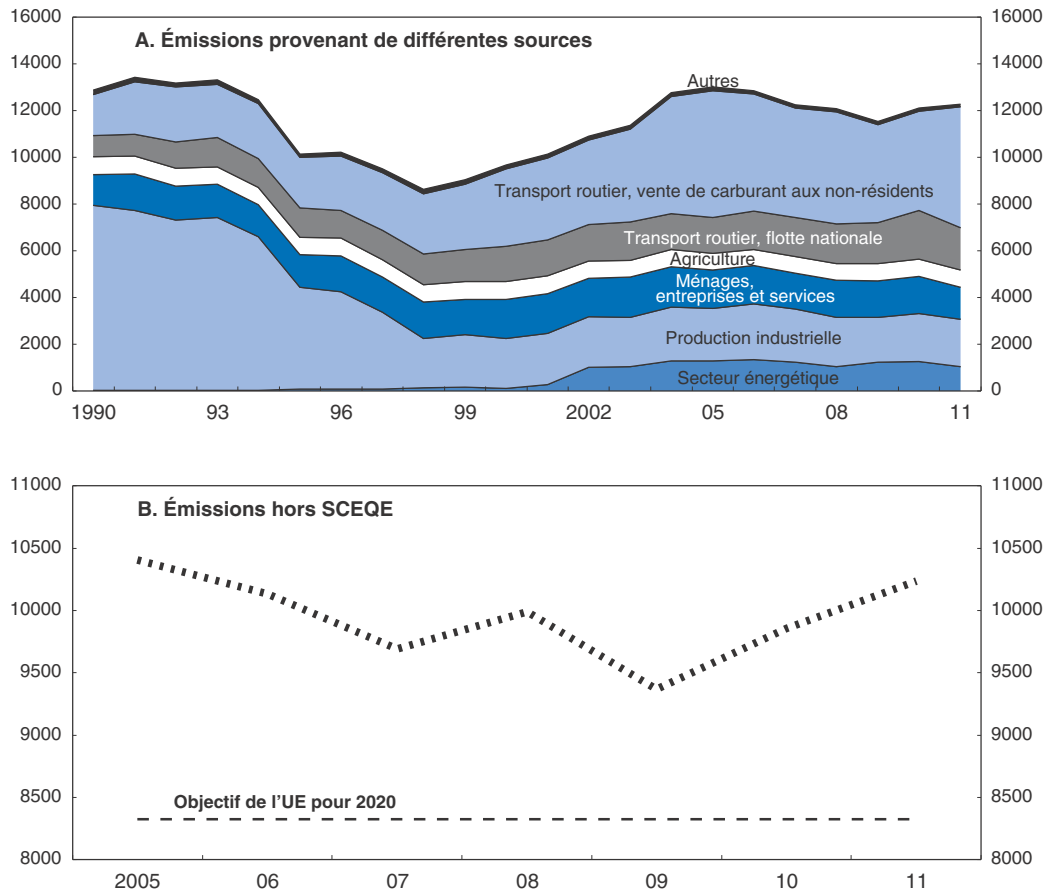 16000 16000
A. Émissions provenant de différentes sources
14000 14000
Autres
12000 12000
10000 10000
Transport routier, vente de carburant aux non-résidents
8000 8000
Transport routier, flotte nationale
6000 6000
Agriculture
Ménages,
entreprises et services
4000 4000
Production industrielle
2000 2000
Secteur énergétique
0 0
1990 93 96 99 2002 05 08 11
11000 11000
B. Émissions hors SCEQE
10500 10500
10000 10000
9500 9500
9000 9000
8500 8500
Objectif de l'UE pour 2020
8000 8000
2005 06 07 08 09 10 11